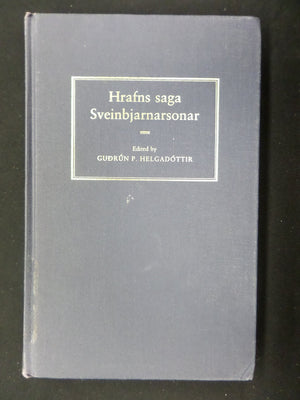 Hrafns saga
Sveinbjarnarsonar
Edited by
GUÐRÚN P. HELGADÓTTIR